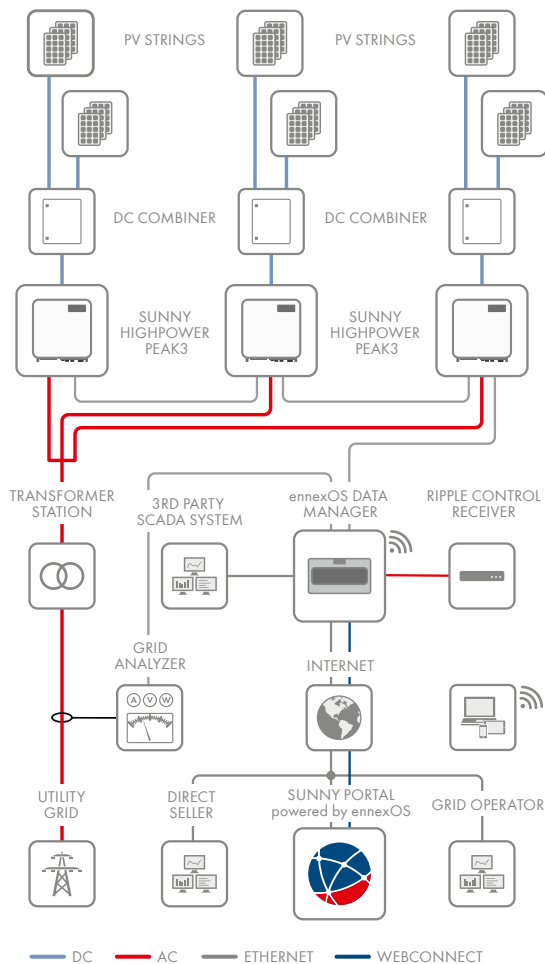 PV STRINGS
PV STRINGS
DC COMBINER
DC COMBINER
SUNNY
HIGHPOWER
PEAK3
SUNNY
HIGHPOWER
PEAK3
TRANSFORMER
STATION
3RD PARTY
SCADA SYSTEM
ennexOS DATA
MANAGER
RIPPLE CONTROL
RECEIVER
GRID
ANALYZER
A V W
INTERNET
UTILITY
GRID
DIRECT
SELLER
SUNNY PORTAL
powered by ennexOS
GRID OPERATOR
DC
AC
ETHERNET
WEBCONNECT